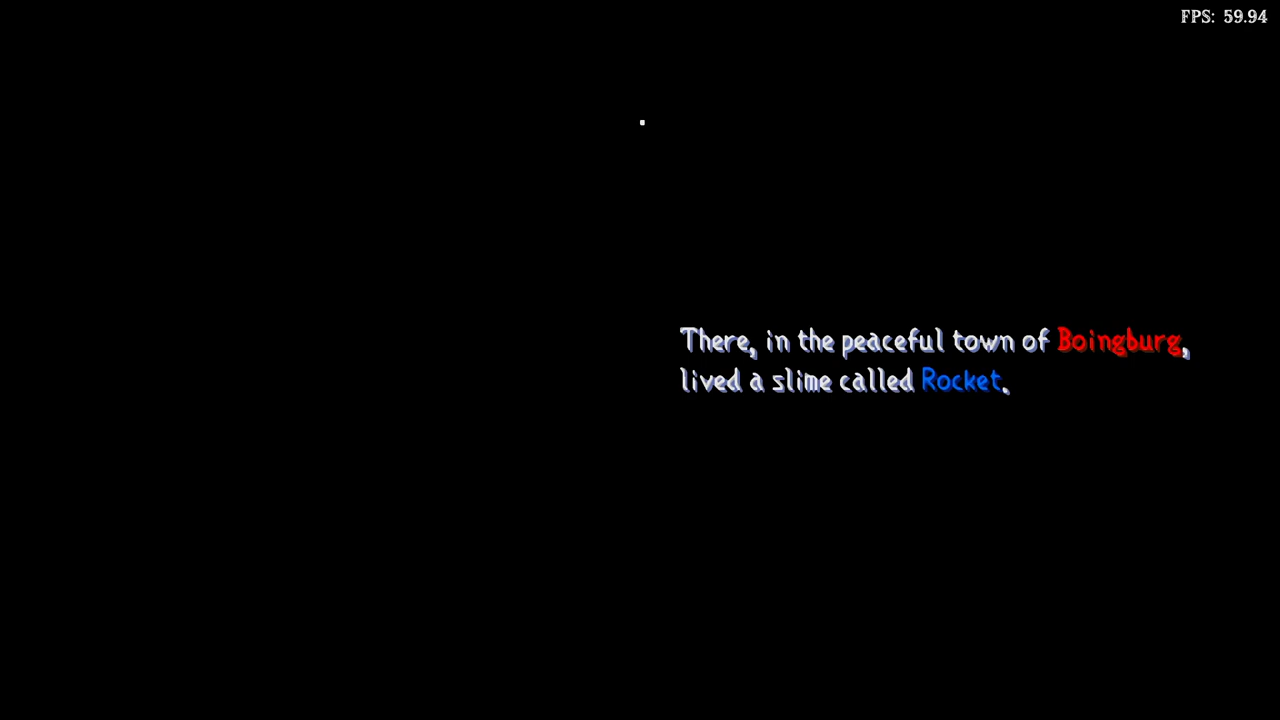 FPS: 59.94
There, in the peaceful town of Boingburg,
lived a slime called Rocket.